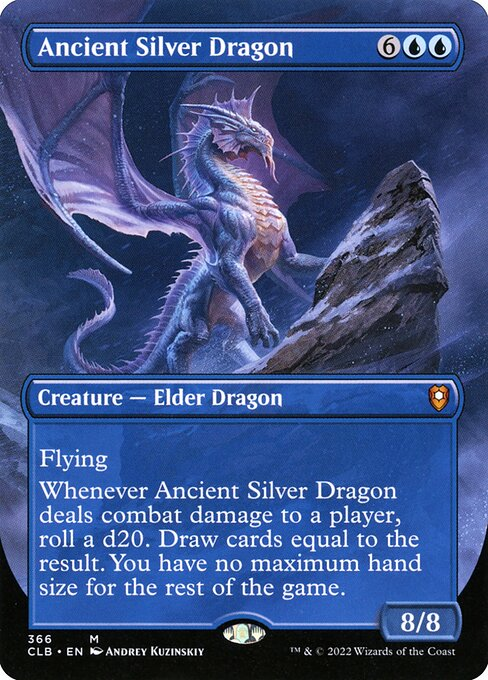 Ancient Silver Dragon 6
Creature — Elder Dragon
Flying
Whenever Ancient Silver Dragon
deals combat damage to a player,
roll a d20. Draw cards equal to the
result. You have no maximum hand
size for the rest of the game.
8/8
366 M
CLB • EN ANDREY KUZINSKIY
™ & © 2022 Wizards of the Coast